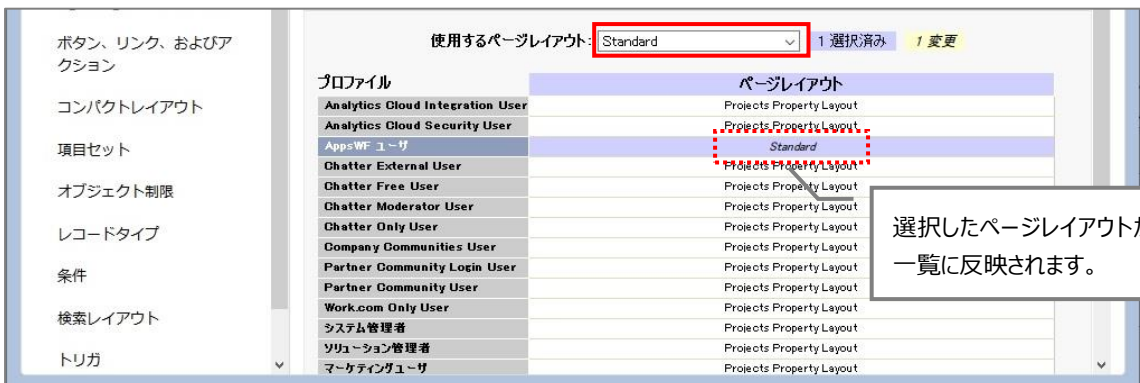 ボタン、リンク、およびア
クション
コンパクトレイアウト
項目セット
オブジェクト制限
レコードタイプ
条件
検索レイアウト
トリガ
使用するページレイアウト: Standard 1 選択済み 1 変更
プロファイル ページレイアウト
Analytics Cloud Integration User Projects Property Layout
Analytics Cloud Security User Projects Property Layout
AppsWF ユーザ Standard
Chatter External User Projects Property Layout
Chatter Free User Projects Property Layout
Chatter Moderator User Projects Property Layout
Chatter Only User Projects Property Layout
Company Communities User Projects Property Layout
Partner Community Login User Projects Property Layout
Partner Community User Projects Property Layout
Work.com Only User Projects Property Layout
システム管理者 Projects Property Layout
ソリューション管理者 Projects Property Layout
マーケティングユーザ Projects Property Layout
選択したページレイアウト
一覧に反映されます。